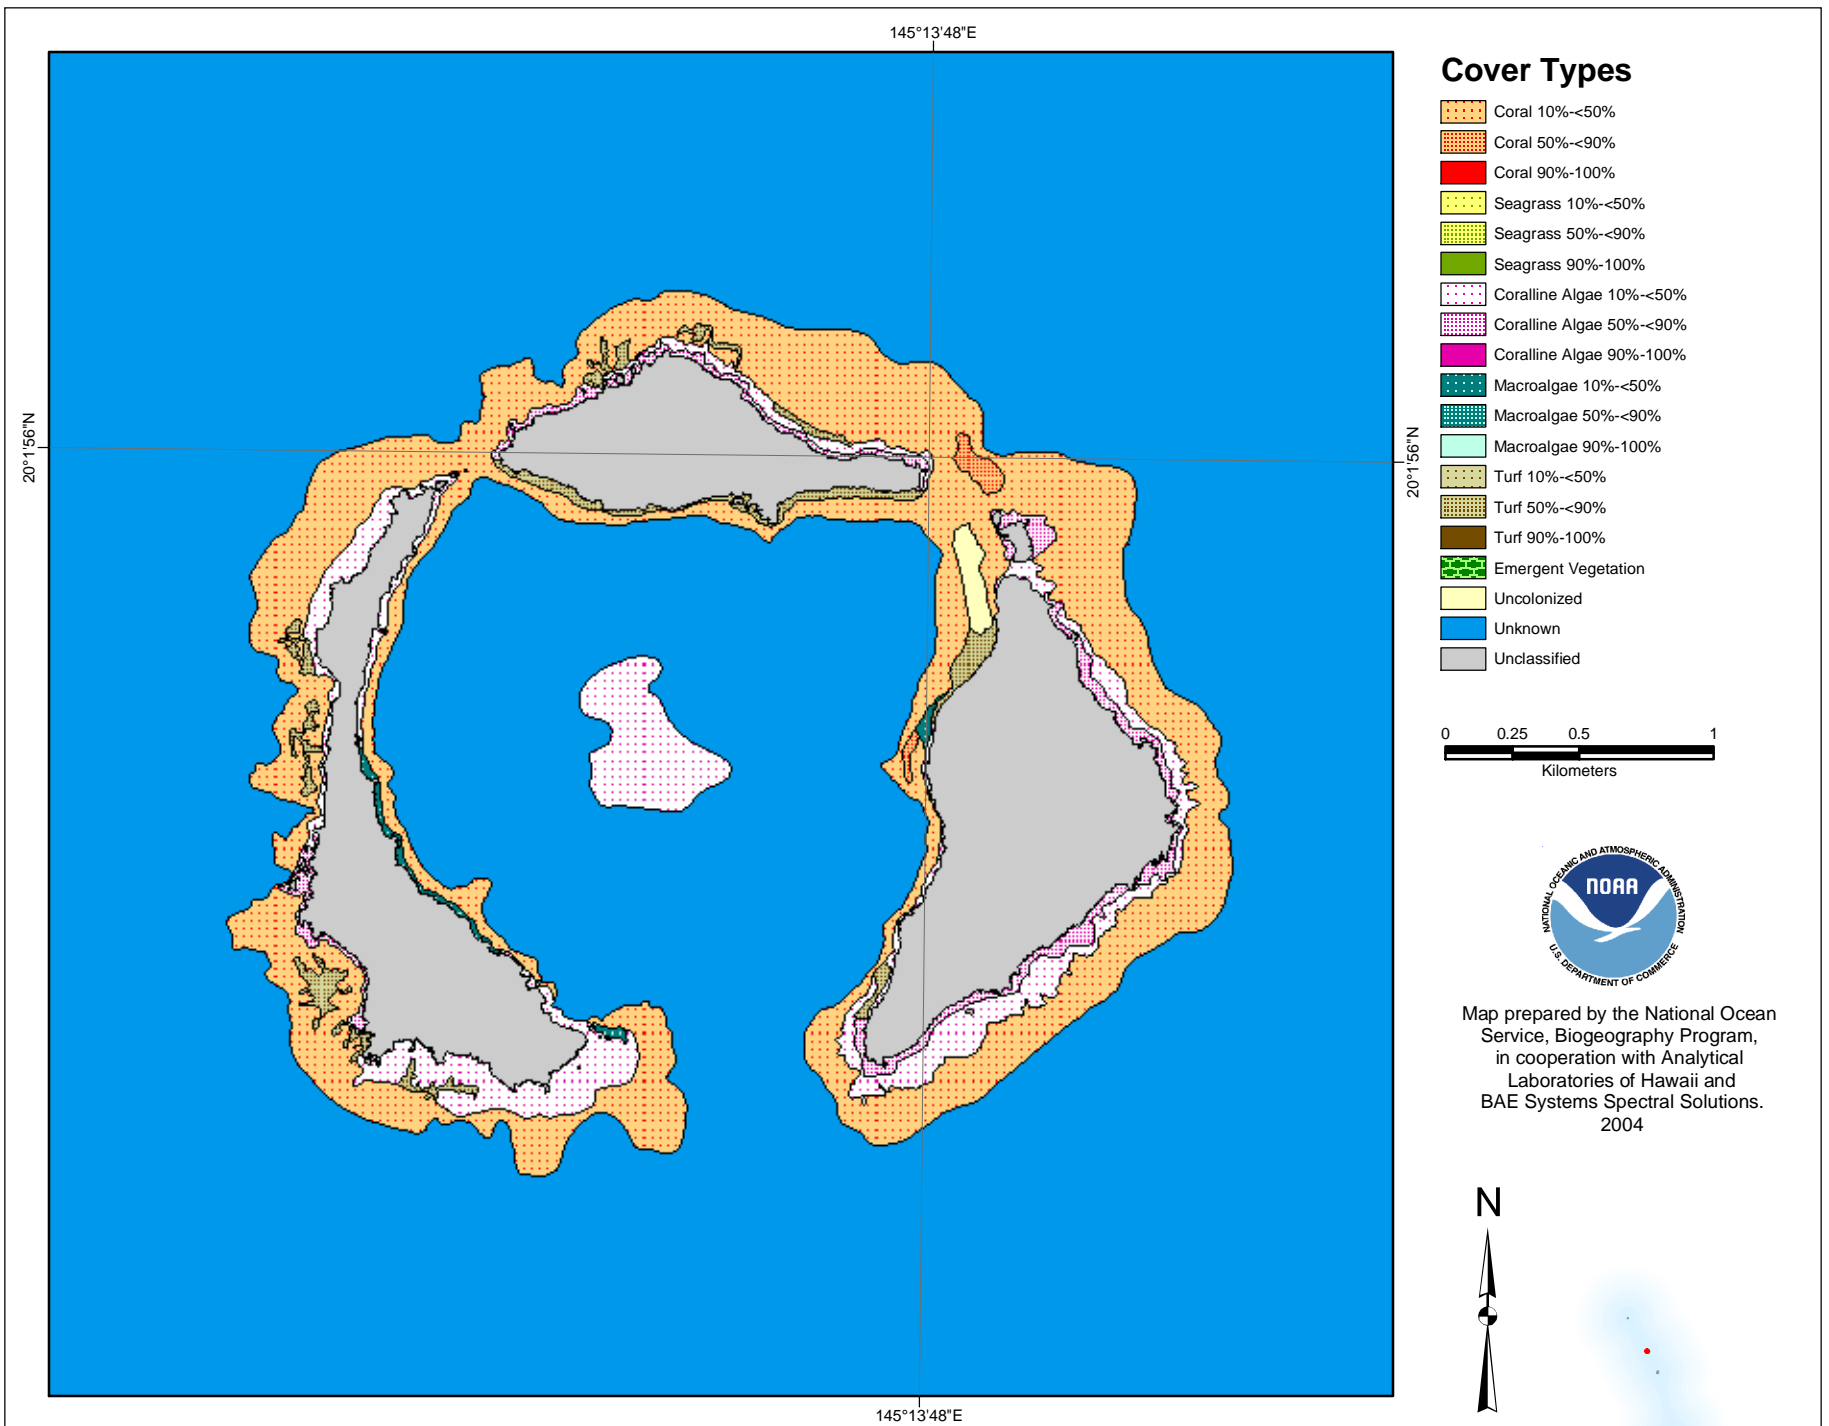 145°13'48"E
20°1'56"N
20°1'56"N
145°13'48"E
Cover Types
Coral 10%-<50%
Coral 50%-<90%
Coral 90%-100%
Seagrass 10%-<50%
Seagrass 50%-<90%
Seagrass 90%-100%
Coralline Algae 10%-<50%
Coralline Algae 50%-<90%
Coralline Algae 90%-100%
Macroalgae 10%-<50%
Macroalgae 50%-<90%
Macroalgae 90%-100%
Turf 10%-<50%
Turf 50%-<90%
Turf 90%-100%
Emergent Vegetation
Uncolonized
Unknown
Unclassified
0 0.25 0.5 1
Kilometers
NATIONAL OCEANIC AND ATMOSPHERIC ADMINISTRATION
NOAA
U.S. DEPARTMENT OF COMMERCE
Map prepared by the National Ocean
Service, Biogeography Program,
in cooperation with Analytical
Laboratories of Hawaii and
BAE Systems Spectral Solutions.
2004
N